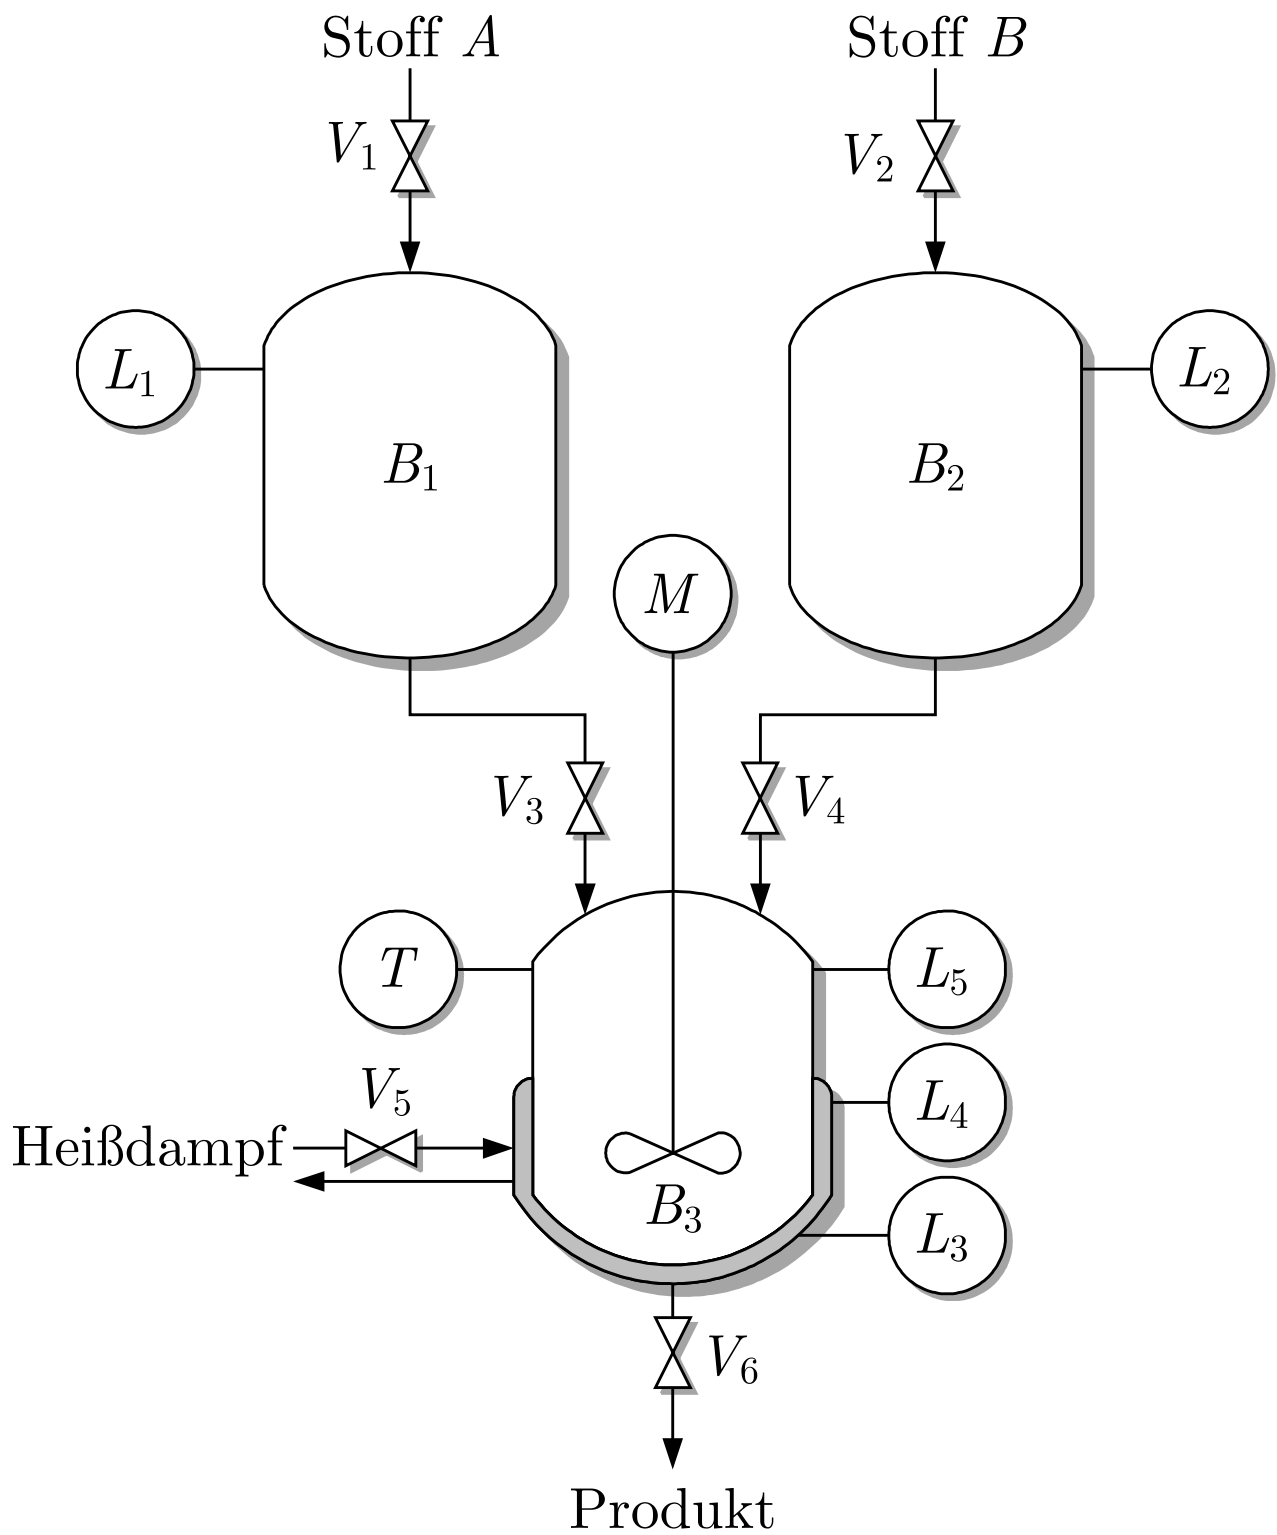 Stoff A
Stoff B
V₁
V₂
L₁
L₂
B₁
B₂
M
V₃
V₄
T
L₅
V₅
L₄
Heißdampf
B₃
L₃
V₆
Produkt